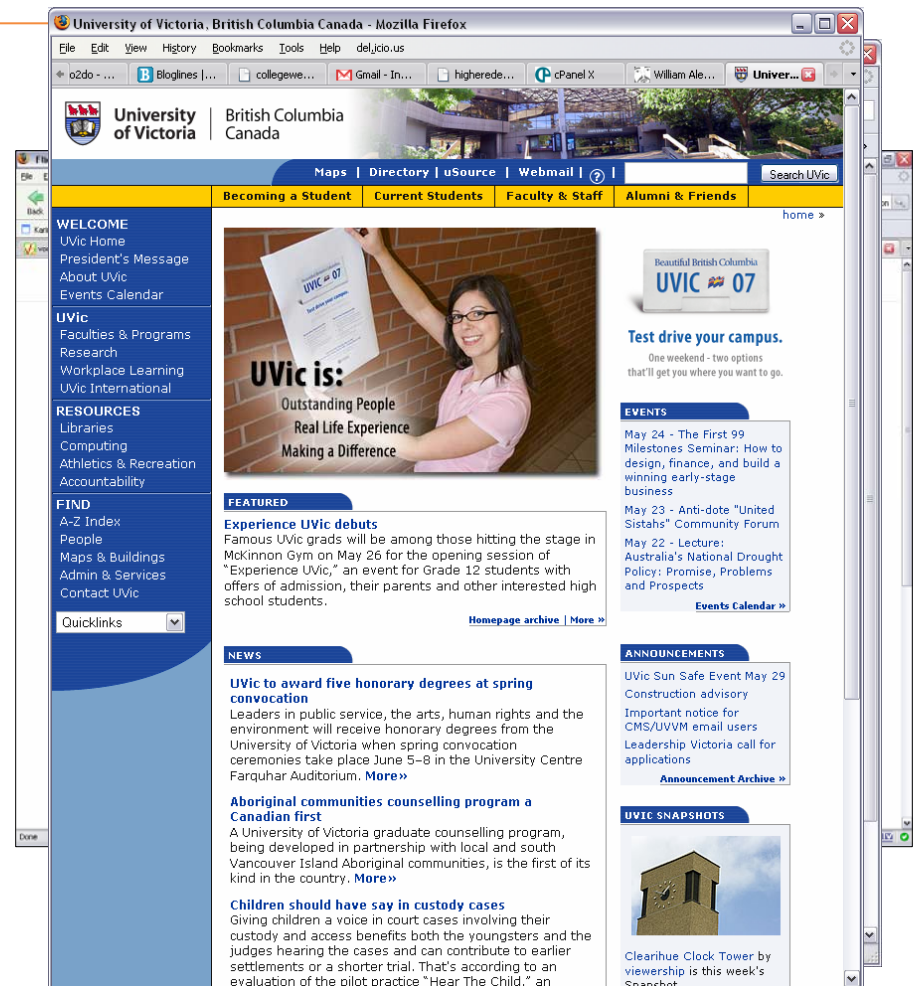 University of Victoria, British Columbia Canada - Mozilla Firefox
File Edit View History Bookmarks Tools Help del.icio.us
o2do - ... Bloglines |... collegewe... Gmail - In... higherede... cPanel X William Ale... Univer...
University of Victoria
British Columbia Canada
Maps | Directory | uSource | Webmail | ? |
Search UVic
Becoming a Student Current Students Faculty & Staff Alumni & Friends
home »
WELCOME
UVic Home
President's Message
About UVic
Events Calendar
UVic
Faculties & Programs
Research
Workplace Learning
UVic International
RESOURCES
Libraries
Computing
Athletics & Recreation
Accountability
FIND
A-Z Index
People
Maps & Buildings
Admin & Services
Contact UVic
Quicklinks
UVIC 07
UVic is:
Outstanding People
Real Life Experience
Making a Difference
Beautiful British Columbia
UVIC 07
Test drive your campus.
One weekend - two options
that'll get you where you want to go.
FEATURED
Experience UVic debuts
Famous UVic grads will be among those hitting the stage in
McKinnon Gym on May 26 for the opening session of
"Experience UVic," an event for Grade 12 students with
offers of admission, their parents and other interested high
school students.
Homepage archive | More »
NEWS
UVic to award five honorary degrees at spring
convocation
Leaders in public service, the arts, human rights and the
environment will receive honorary degrees from the
University of Victoria when spring convocation
ceremonies take place June 5–8 in the University Centre
Farquhar Auditorium. More»
Aboriginal communities counselling program a
Canadian first
A University of Victoria graduate counselling program,
being developed in partnership with local and south
Vancouver Island Aboriginal communities, is the first of its
kind in the country. More»
Children should have say in custody cases
Giving children a voice in court cases involving their
custody and access benefits both the youngsters and the
judges hearing the cases and can contribute to earlier
settlements or a shorter trial. That's according to an
evaluation of the pilot practice "Hear The Child," an
EVENTS
May 24 - The First 99
Milestones Seminar: How to
design, finance, and build a
winning early-stage
business
May 23 - Anti-dote "United
Sistahs" Community Forum
May 22 - Lecture:
Australia's National Drought
Policy: Promise, Problems
and Prospects
Events Calendar »
ANNOUNCEMENTS
UVic Sun Safe Event May 29
Construction advisory
Important notice for
CMS/UVVM email users
Leadership Victoria call for
applications
Announcement Archive »
UVIC SNAPSHOTS
Clearihue Clock Tower by
viewership is this week's
Snapshot
Back
Done